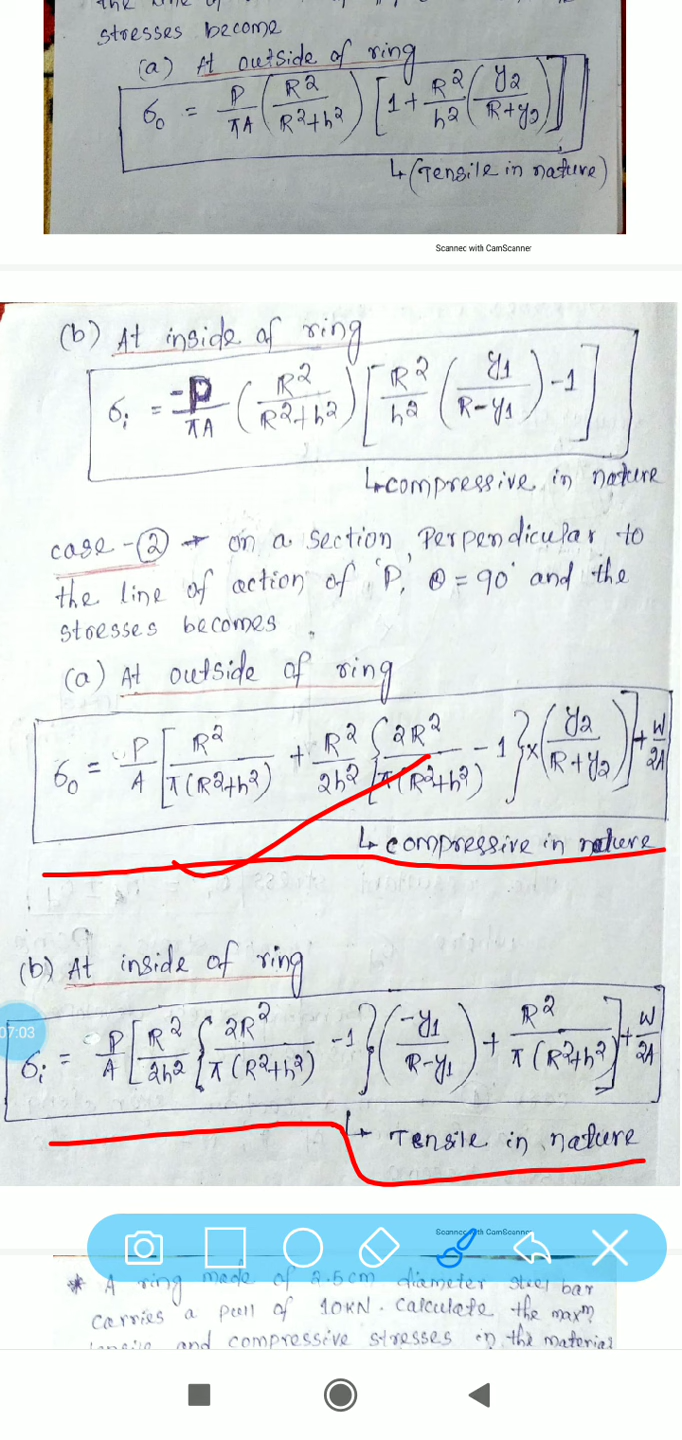 stresses become
(a) At outside of ring
σ₀ = P/πA (R²/(R²+h²)) [1 + R²/h² (y₂/(R+y₂))]
↳ (Tensile in nature)
Scanned with CamScanner
(b) At inside of ring
σᵢ = -P/πA (R²/(R²+h²)) [R²/h² (y₁/(R-y₁)) - 1]
↳ compressive in nature
case - ② → on a section, perpendicular to
the line of action of 'P,' θ = 90° and the
stresses becomes
(a) At outside of ring
σ₀ = P/A [R²/(π(R²+h²)) + R²/2h² {2R²/(π(R²+h²)) - 1} × (y₂/(R+y₂))] + W/2A
↳ compressive in nature
(b) At inside of ring
07:03
σᵢ = P/A [R²/2h² {2R²/(π(R²+h²)) - 1} (-y₁/(R-y₁)) + R²/(π(R²+h²))] + W/2A
↳ Tensile in nature
Scanned with CamScanner
* A ring made of 2.5cm diameter steel bar
carries a pull of 10KN. Calculate the maxm
and compressive stresses in the material